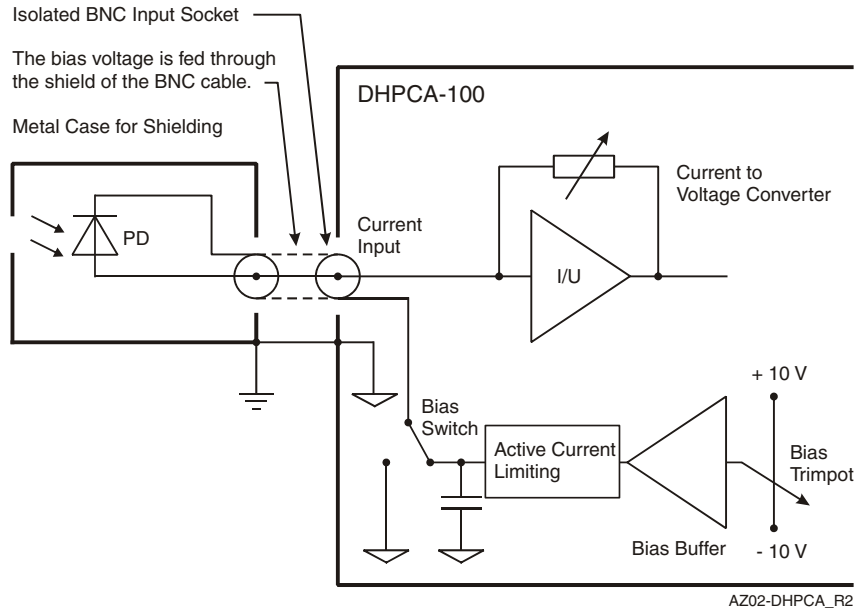 Isolated BNC Input Socket
The bias voltage is fed through
the shield of the BNC cable.
Metal Case for Shielding
DHPCA-100
PD
Current
Input
Current to
Voltage Converter
I/U
Bias
Switch
Active Current
Limiting
+ 10 V
Bias
Trimpot
- 10 V
Bias Buffer
AZ02-DHPCA_R2